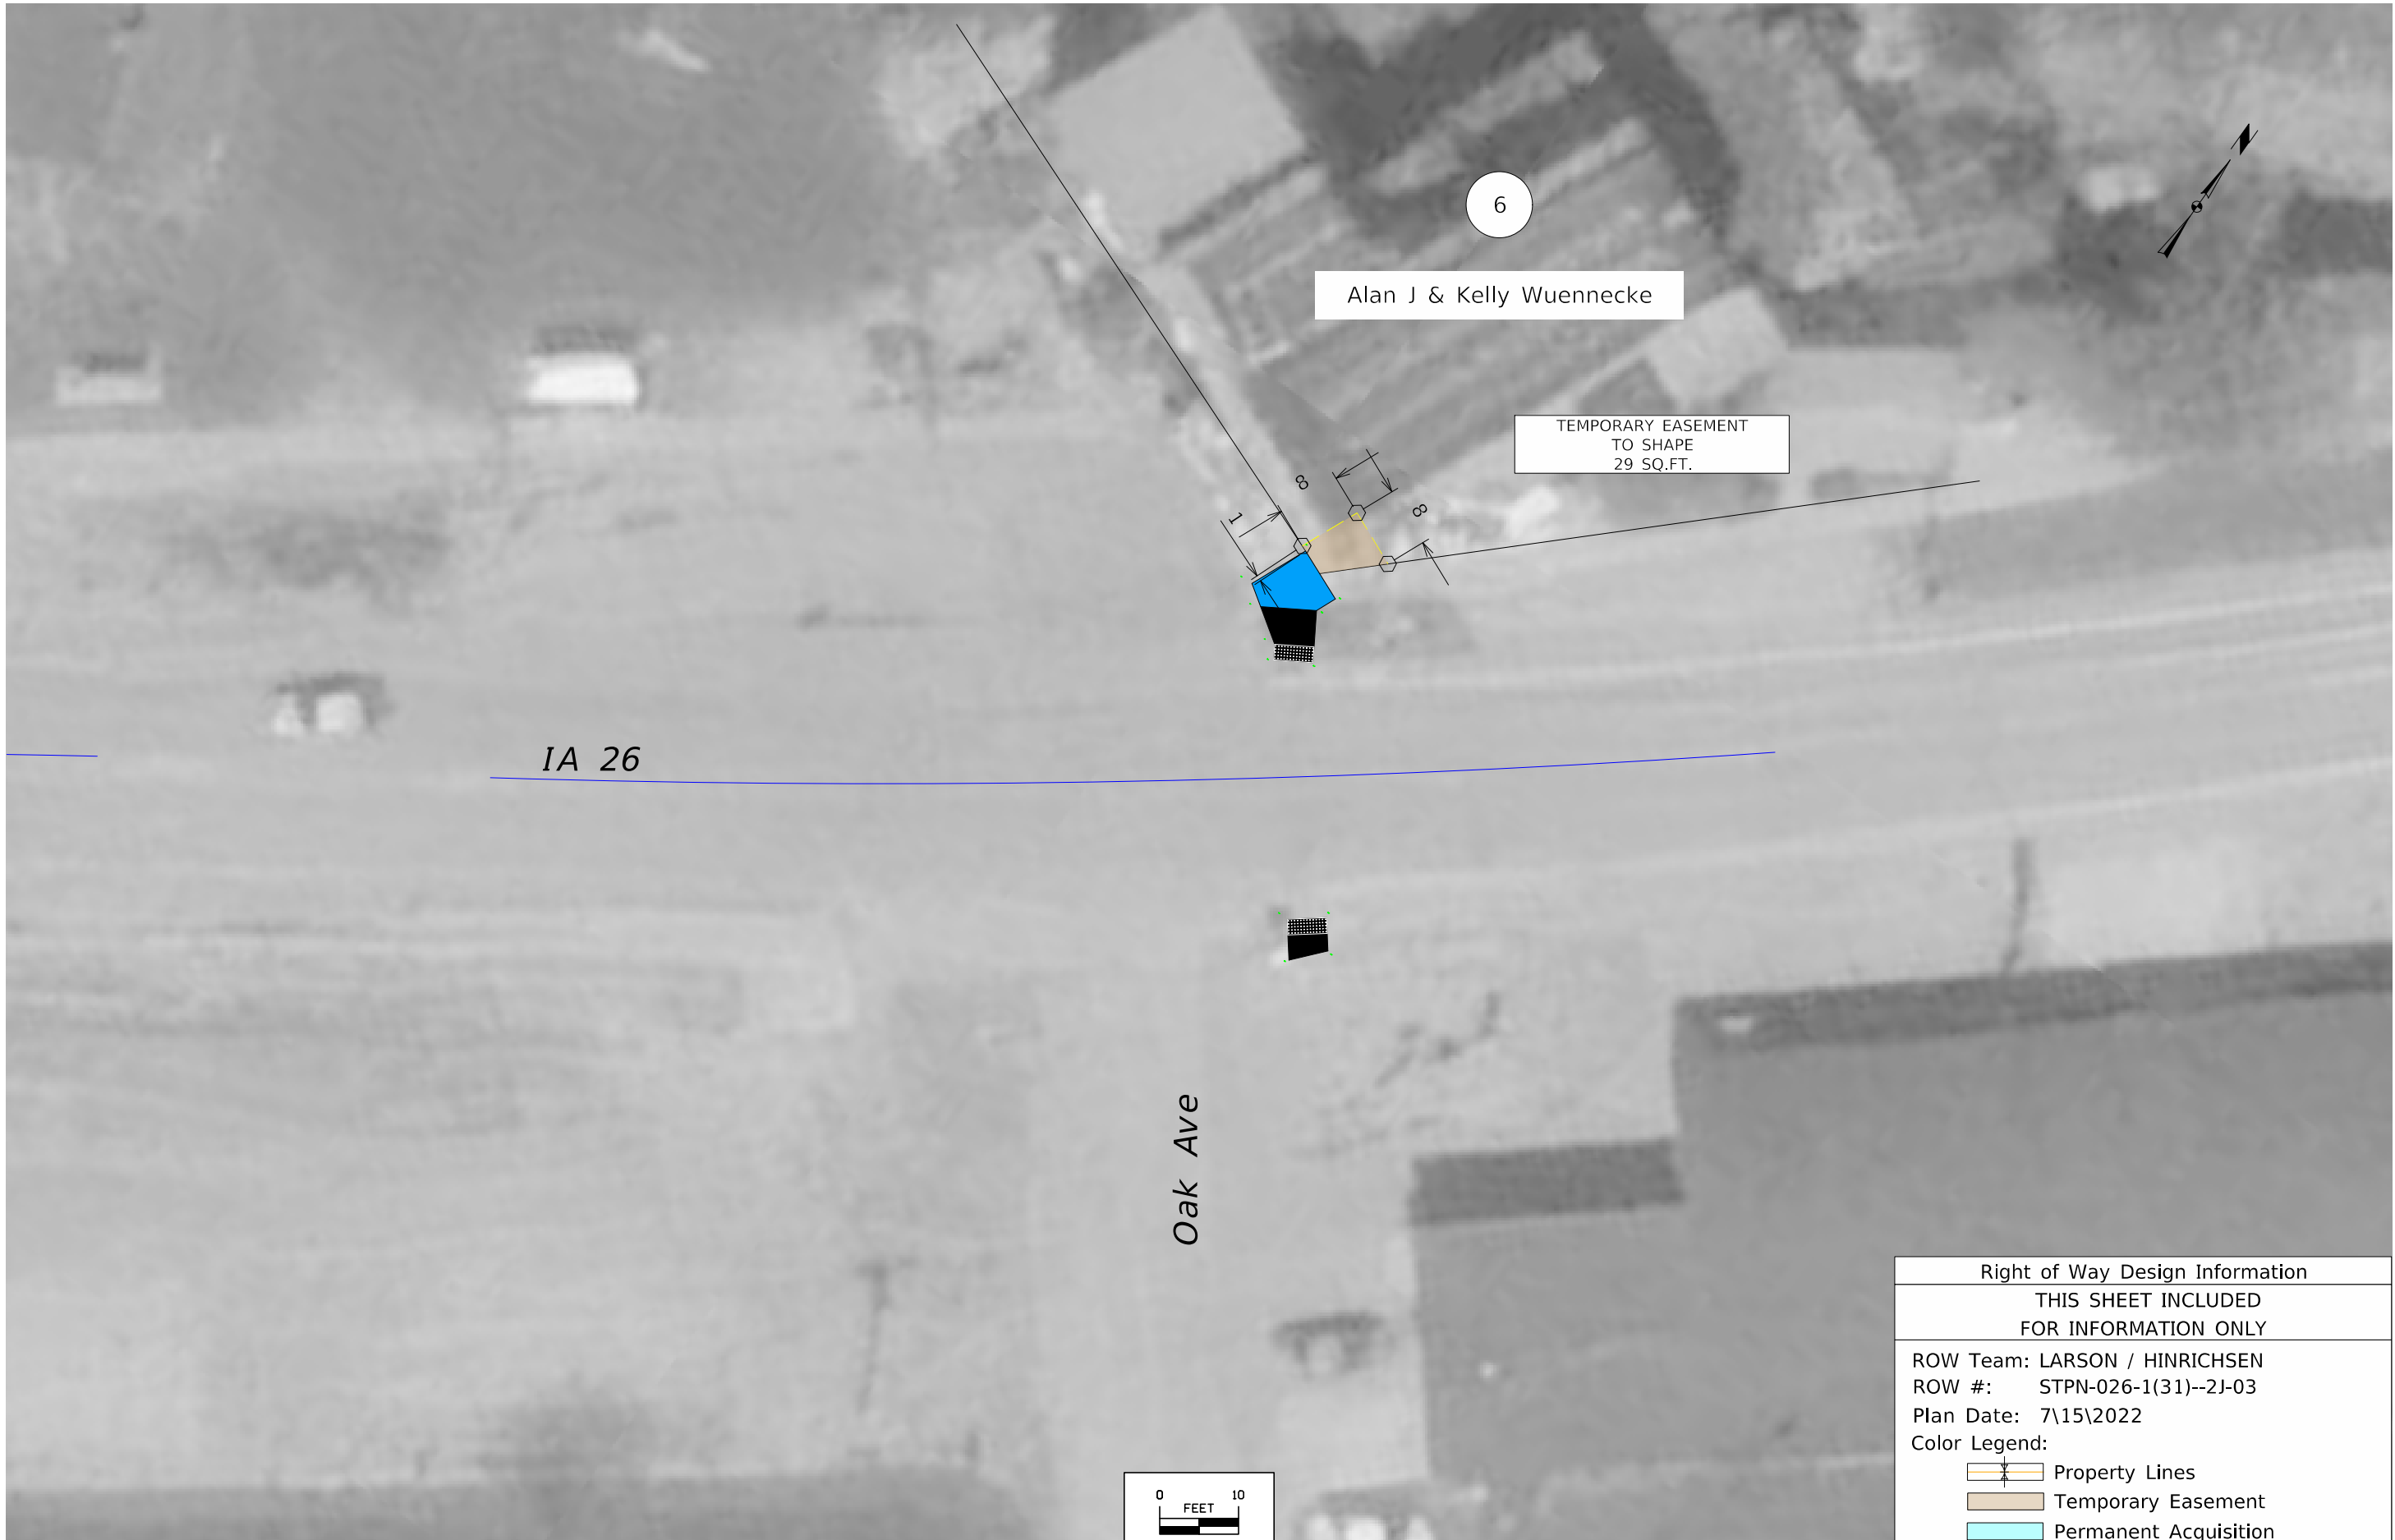 N
6
Alan J & Kelly Wuennecke
TEMPORARY EASEMENT
TO SHAPE
29 SQ.FT.
8
8
1
IA 26
Oak Ave
0 10
FEET
Right of Way Design Information
THIS SHEET INCLUDED
FOR INFORMATION ONLY
ROW Team: LARSON / HINRICHSEN
ROW #: STPN-026-1(31)--2J-03
Plan Date: 7\15\2022
Color Legend:
Property Lines
Temporary Easement
Permanent Acquisition